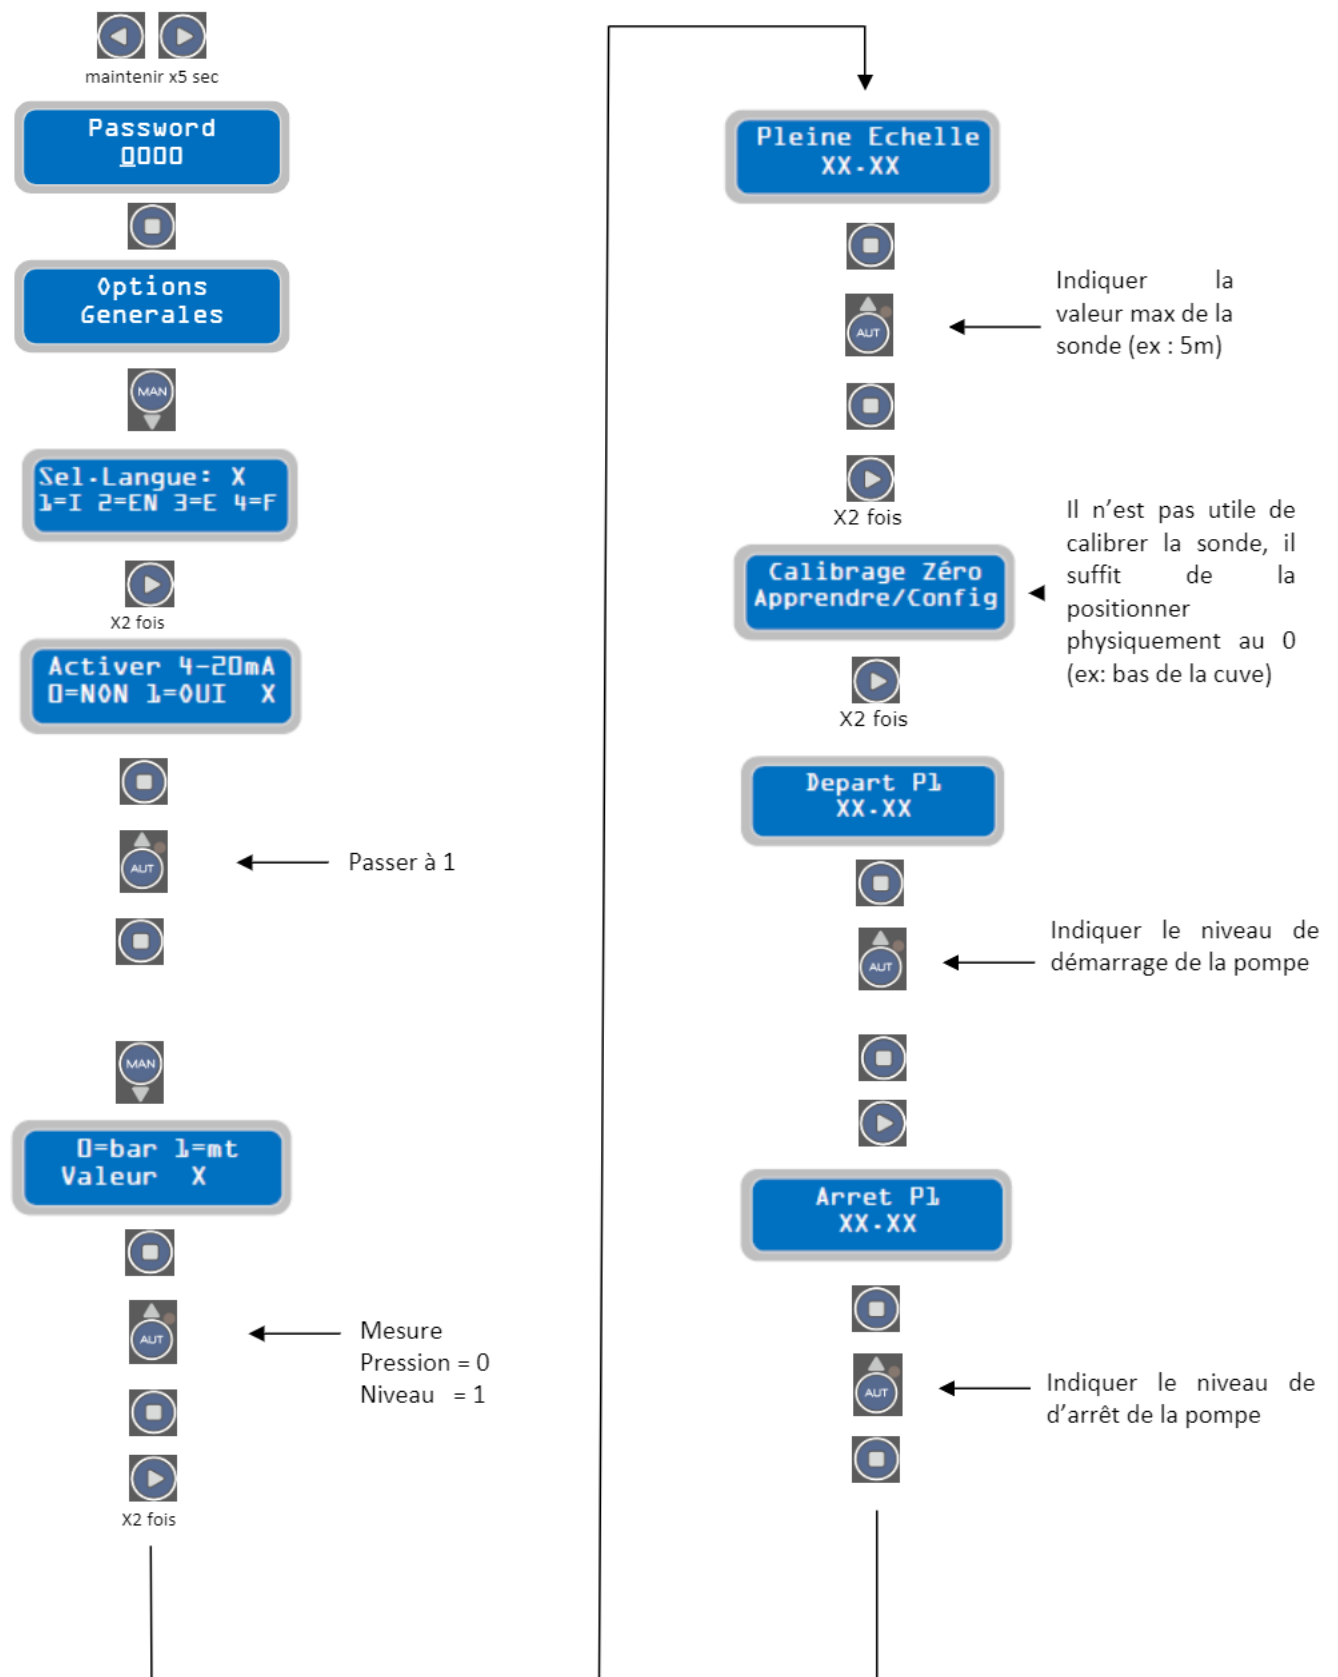 maintenir x5 sec
Password
0000
Options
Generales
MAN
Sel.Langue: X
1=I 2=EN 3=E 4=F
X2 fois
Activer 4-20mA
0=NON 1=OUI X
AUT
Passer à 1
MAN
0=bar 1=mt
Valeur X
AUT
Mesure
Pression = 0
Niveau = 1
X2 fois
Pleine Echelle
XX.XX
AUT
Indiquer la
valeur max de la
sonde (ex : 5m)
X2 fois
Calibrage Zéro
Apprendre/Config
Il n’est pas utile de
calibrer la sonde, il
suffit de la
positionner
physiquement au 0
(ex: bas de la cuve)
X2 fois
Depart P1
XX.XX
AUT
Indiquer le niveau de
démarrage de la pompe
Arret P1
XX.XX
AUT
Indiquer le niveau de
d’arrêt de la pompe